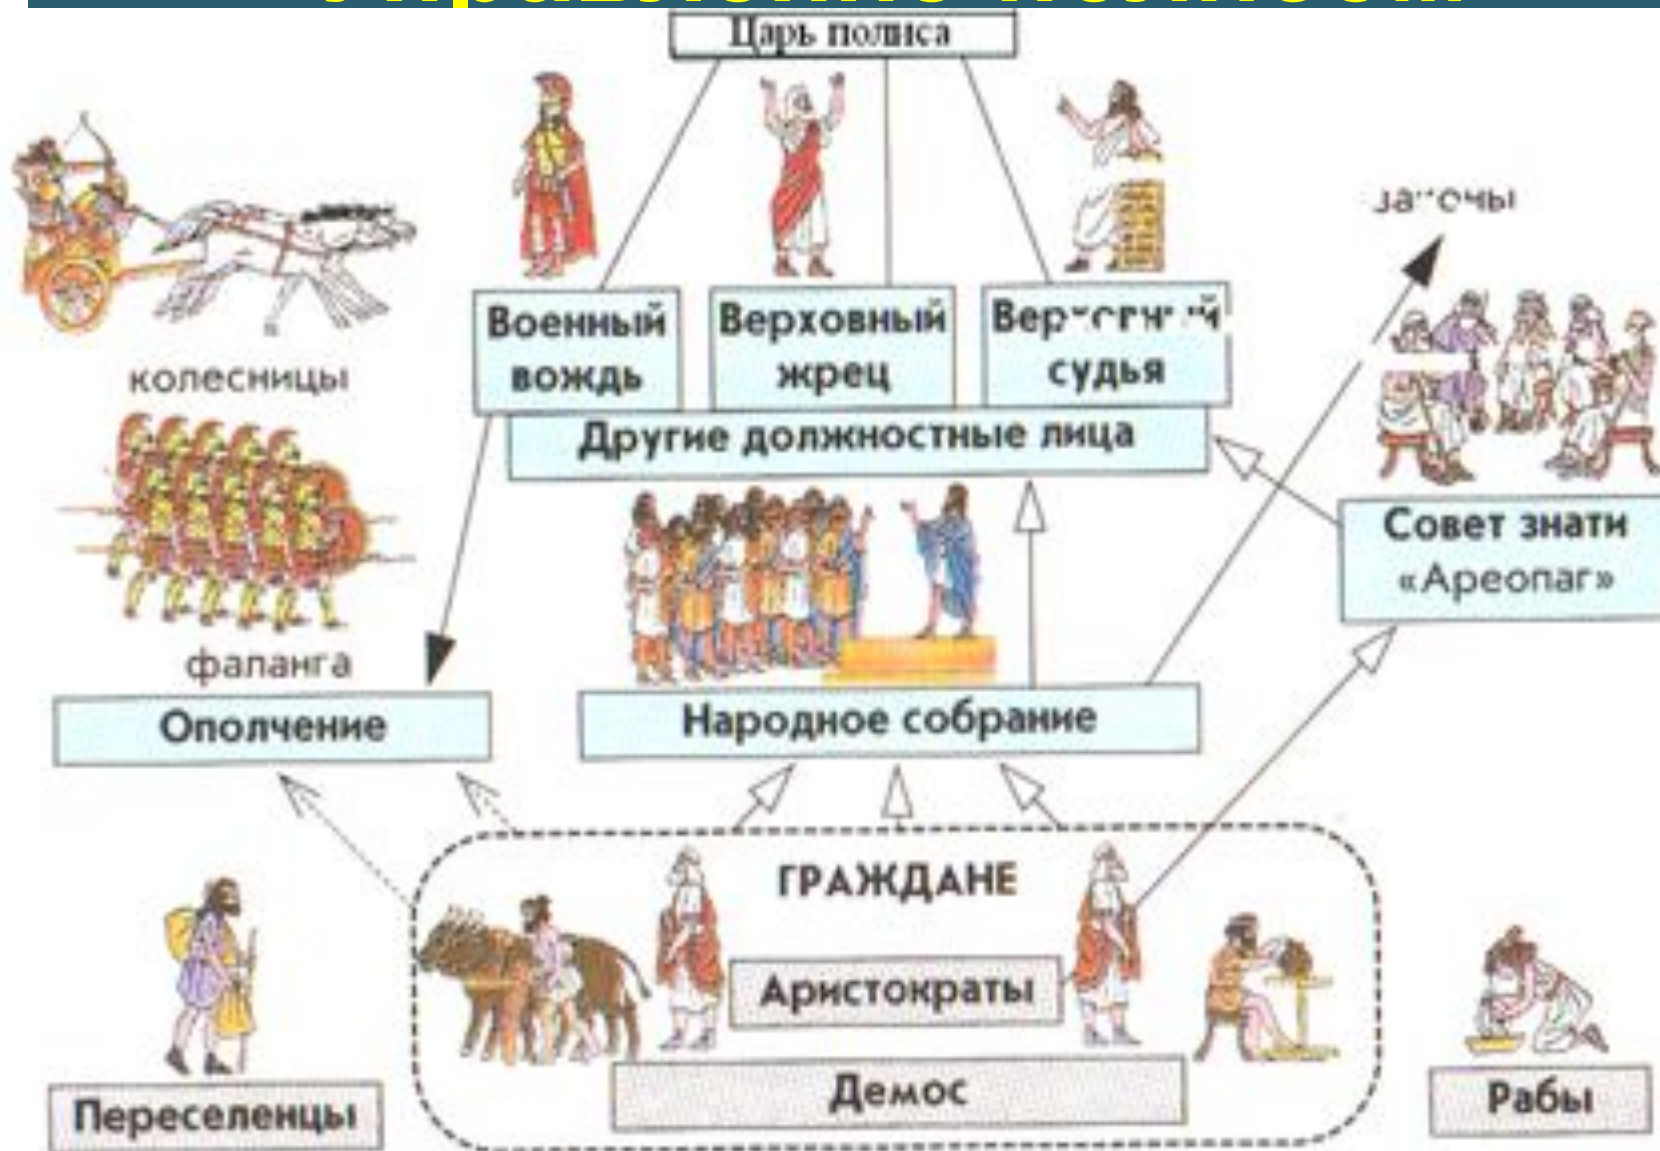 Царь полиса
законы
Военный
вождь
Верховный
жрец
Верховный
судья
колесницы
Другие должностные лица
Совет знати
«Ареопаг»
фаланга
Ополчение
Народное собрание
ГРАЖДАНЕ
Аристократы
Демос
Переселенцы
Рабы